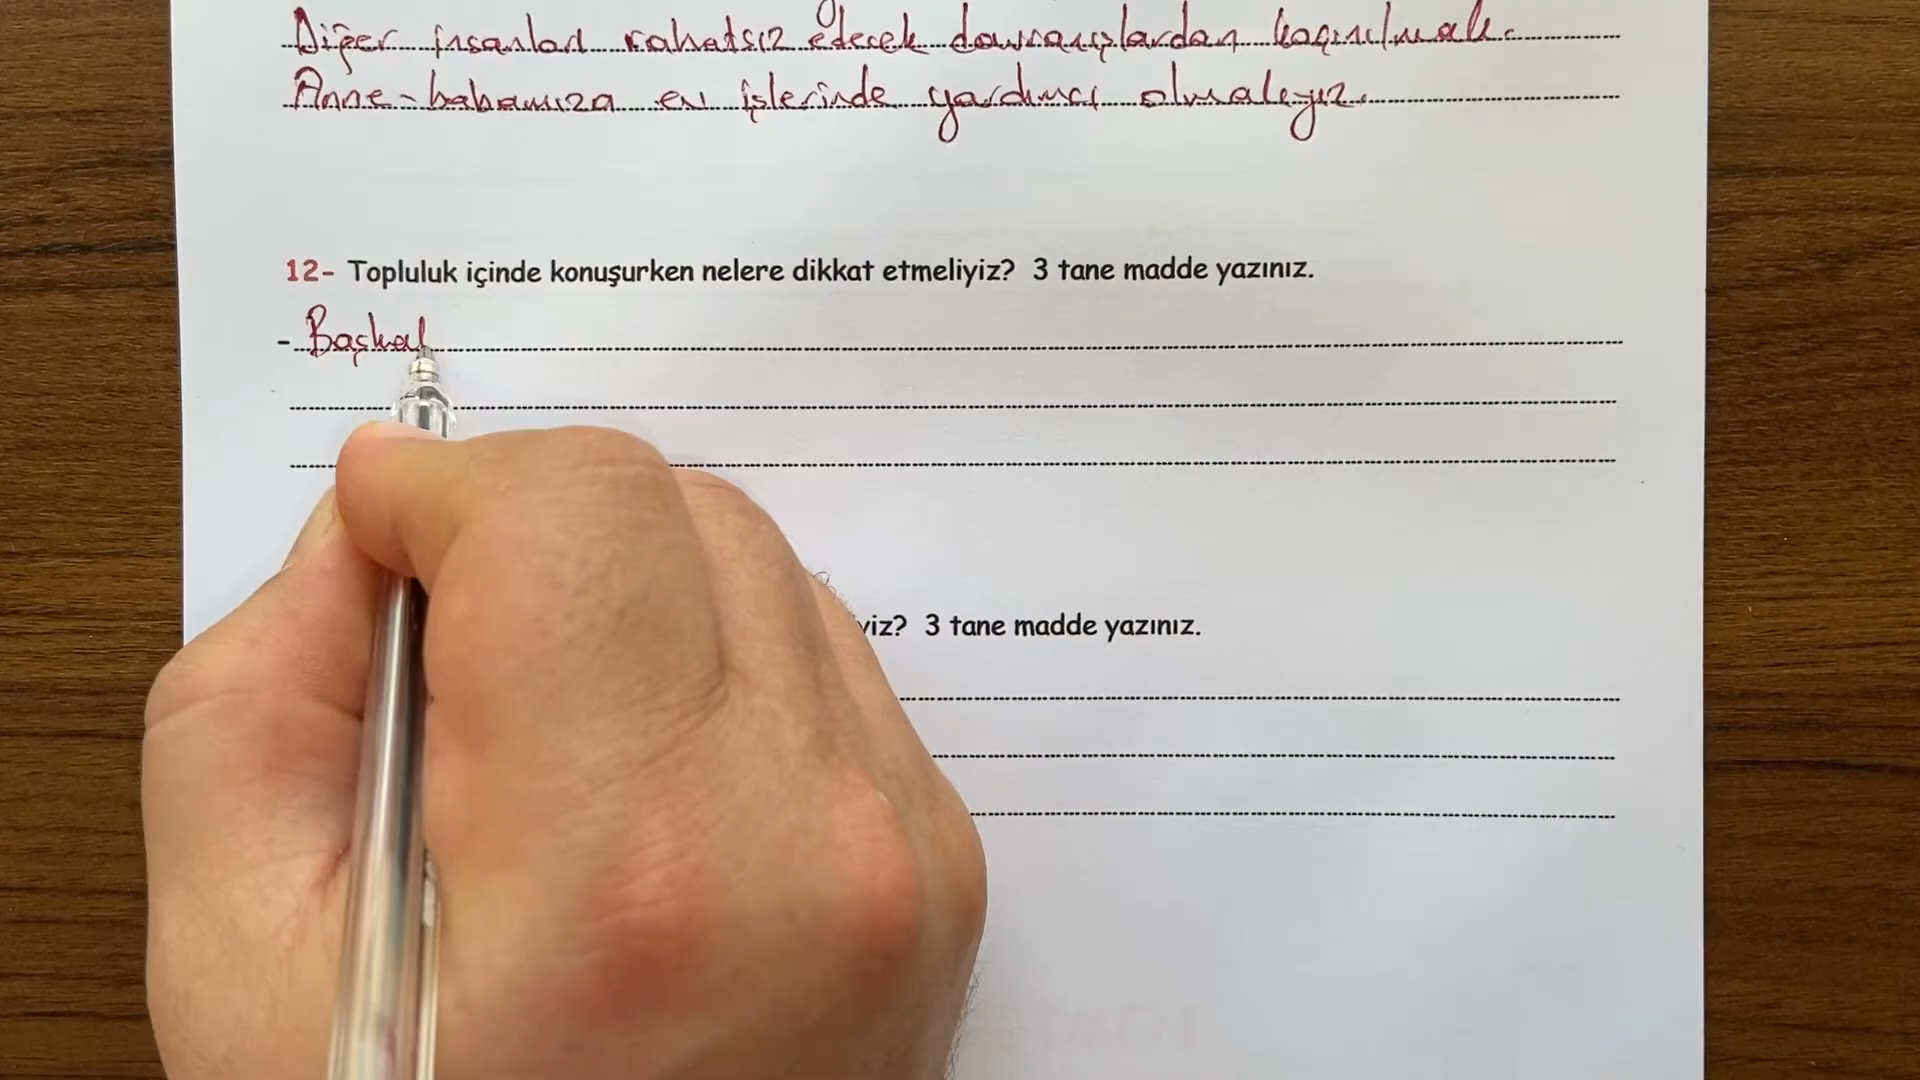 Diğer insanları rahatsız edecek davranışlardan kaçınılmalı.
Anne-babamıza ev işlerinde yardımcı olmalıyız.
12- Topluluk içinde konuşurken nelere dikkat etmeliyiz? 3 tane madde yazınız.
- Başkal
yiz? 3 tane madde yazınız.